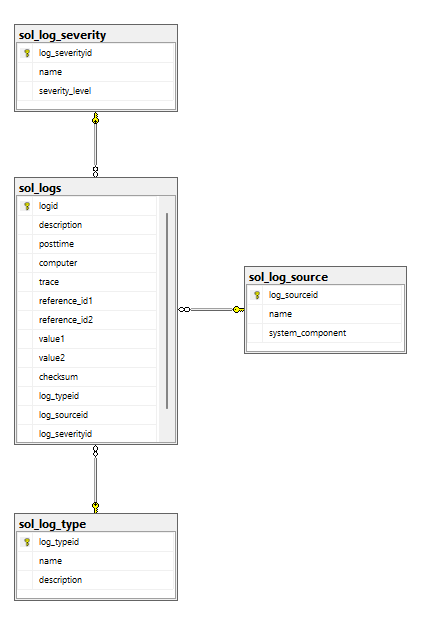 sol_log_severity
log_severityid
name
severity_level
sol_logs
logid
description
posttime
computer
trace
reference_id1
reference_id2
value1
value2
checksum
log_typeid
log_sourceid
log_severityid
sol_log_source
log_sourceid
name
system_component
sol_log_type
log_typeid
name
description